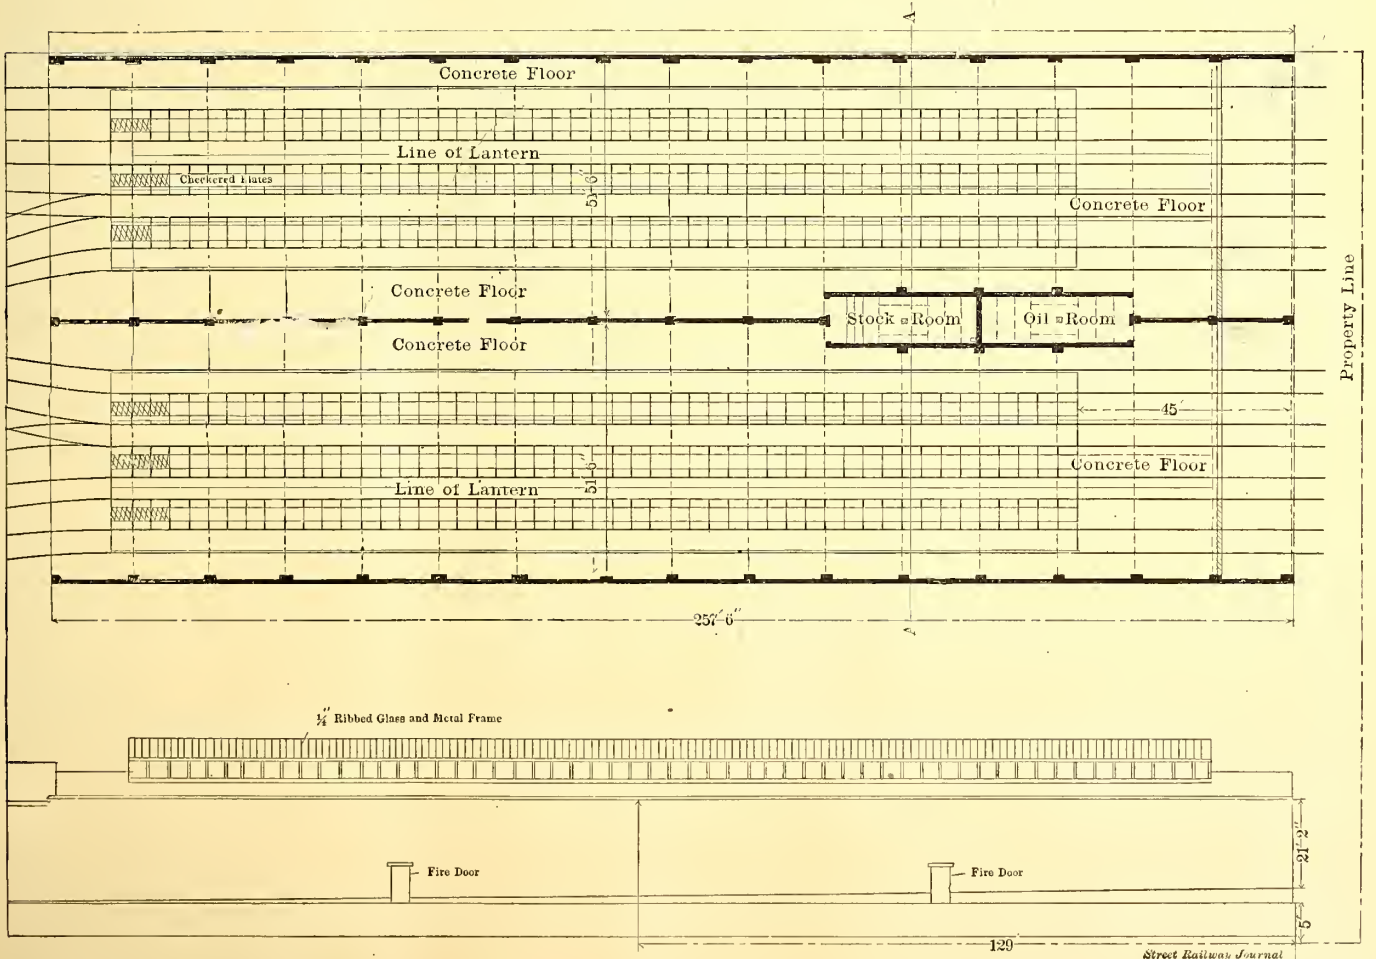 A
Concrete Floor
Line of Lantern
Checkered Plates
Concrete Floor
Concrete Floor
Stock Room
Oil Room
Concrete Floor
Property Line
45′
Concrete Floor
Line of Lantern
51′-6″
257′-6″
A
¼″ Ribbed Glass and Metal Frame
Fire Door
Fire Door
21′-2″
5′
129
Street Railway Journal